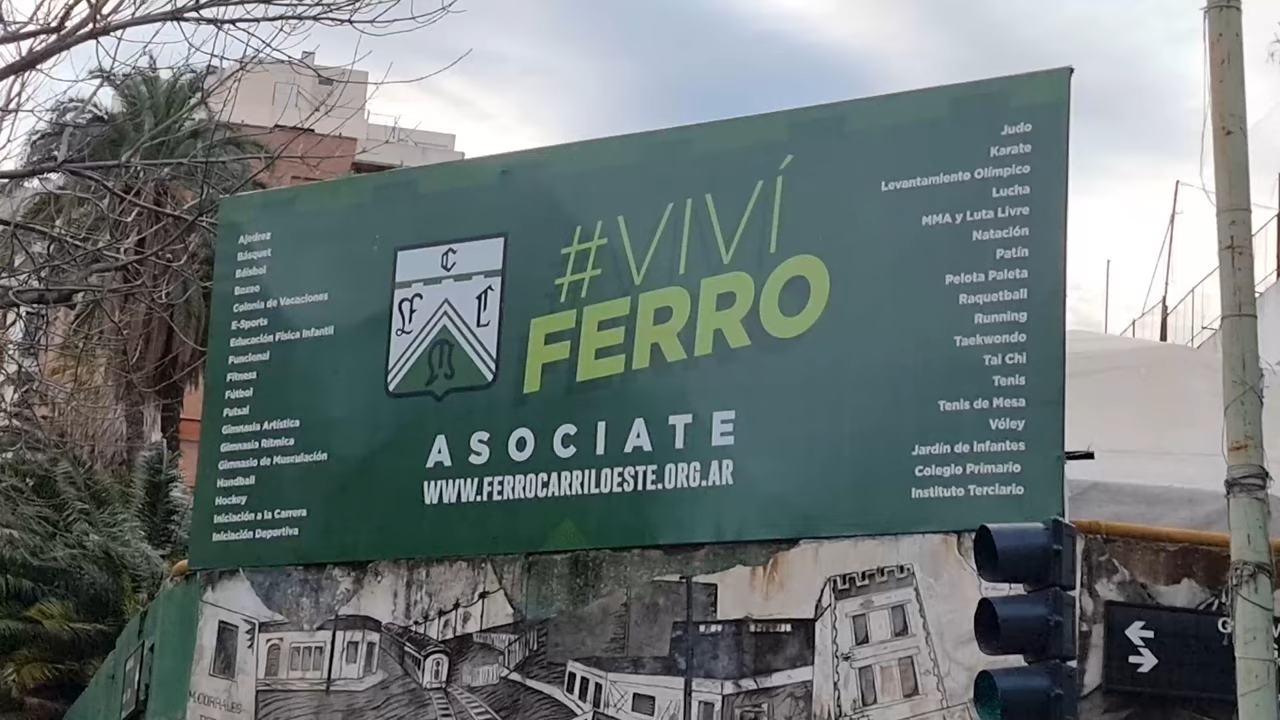 Ajedrez
Básquet
Béisbol
Boxeo
Colonia de Vacaciones
E-Sports
Educación Física Infantil
Funcional
Fitness
Fútbol
Futsal
Gimnasia Artística
Gimnasia Rítmica
Gimnasio de Musculación
Handball
Hockey
Iniciación a la Carrera
Iniciación Deportiva
C
F C
O
#VIVÍ
FERRO
ASOCIATE
WWW.FERROCARRILOESTE.ORG.AR
Judo
Karate
Levantamiento Olímpico
Lucha
MMA y Luta Livre
Natación
Patín
Pelota Paleta
Raquetball
Running
Taekwondo
Tai Chi
Tenis
Tenis de Mesa
Vóley
Jardín de Infantes
Colegio Primario
Instituto Terciario
M.CORRALES
G